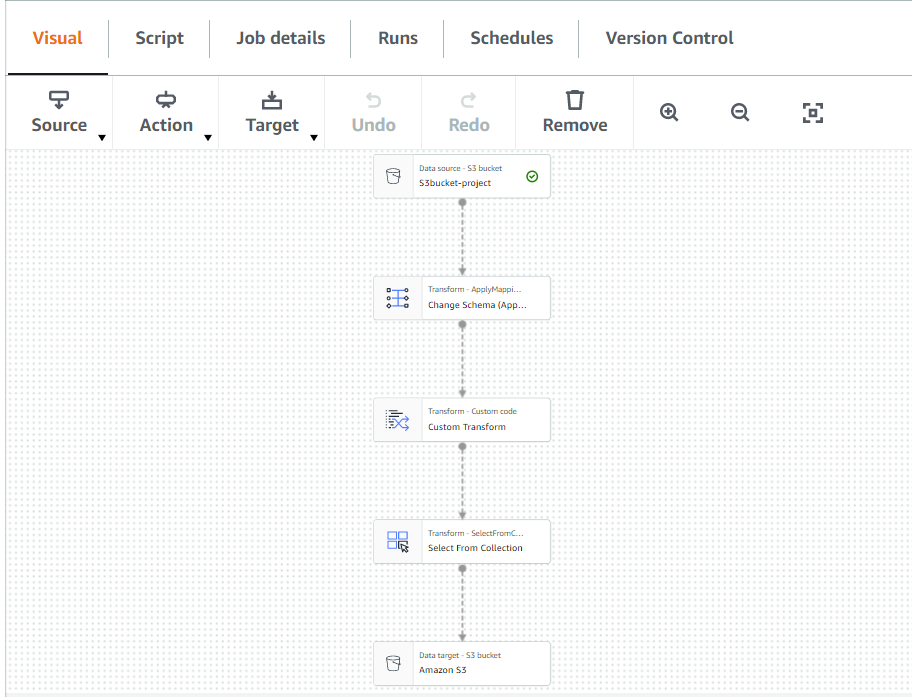 Visual
Script
Job details
Runs
Schedules
Version Control
Source
Action
Target
Undo
Redo
Remove
Data source - S3 bucket
S3bucket-project
Transform - ApplyMappi...
Change Schema (App...
Transform - Custom code
Custom Transform
Transform - SelectFromC...
Select From Collection
Data target - S3 bucket
Amazon S3